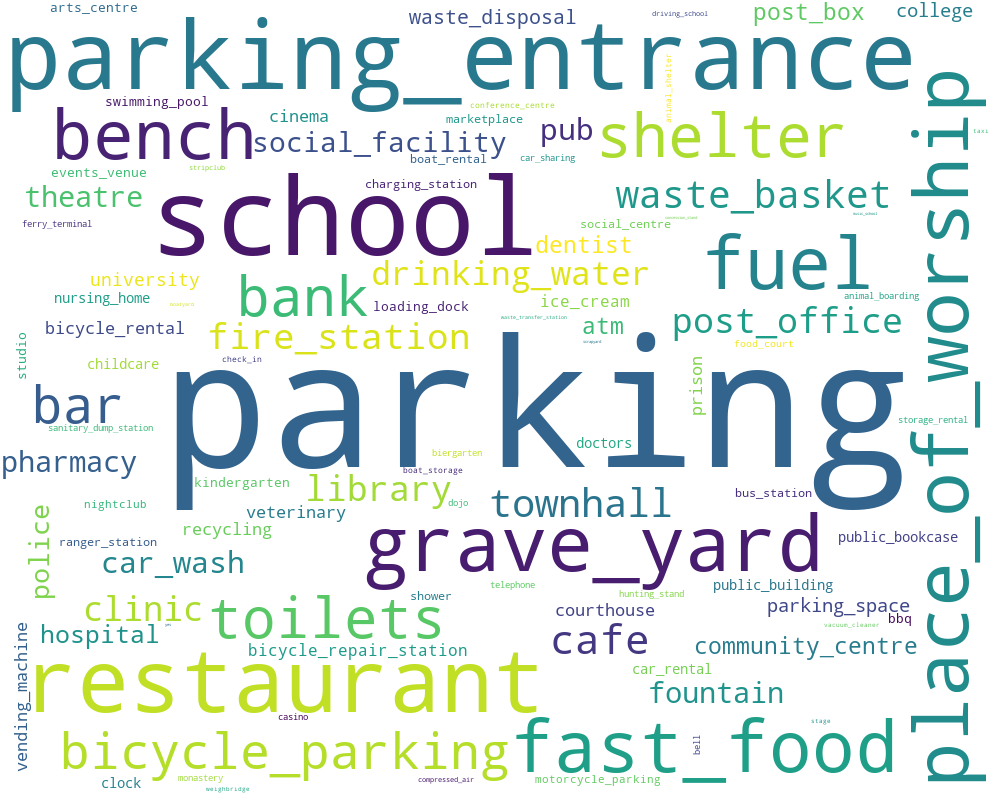 arts_centre
waste_disposal
driving_school
post_box
college
parking_entrance
swimming_pool
conference_centre
bench
cinema
marketplace
social_facility
pub
shelter
taxi
boat_rental
car_sharing
events_venue
stripclub
theatre
charging_station
waste_basket
school
ferry_terminal
social_centre
place_of_worship
dentist
fuel
university
drinking_water
nursing_home
bank
loading_dock
ice_cream
animal_boarding
bicycle_rental
fire_station
waste_transfer_station
atm
post_office
studio
childcare
check_in
food_court
parking
prison
bar
sanitary_dump_station
doctors
storage_rental
pharmacy
biergarten
boat_storage
kindergarten
library
bus_station
nightclub
veterinary
dojo
townhall
police
ranger_station
recycling
public_bookcase
car_wash
grave_yard
telephone
hunting_stand
public_building
clinic
toilets
shower
courthouse
parking_space
bbq
vacuum_cleaner
hospital
bicycle_repair_station
cafe
community_centre
vending_machine
restaurant
car_rental
fountain
casino
stage
bicycle_parking
fast_food
bell
clock
monastery
compressed_air
motorcycle_parking
weighbridge